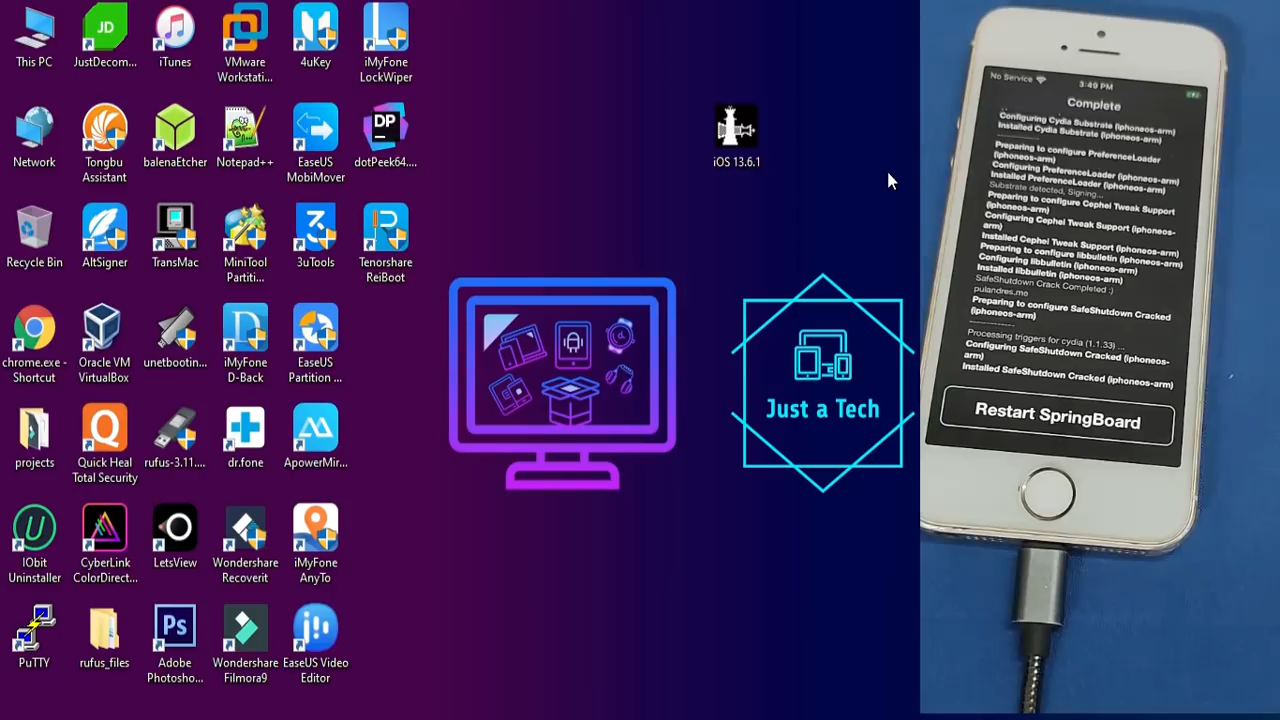 This PC
JustDecom...
iTunes
VMware
Workstati...
4uKey
iMyFone
LockWiper
Network
Tongbu
Assistant
balenaEtcher
Notepad++
EaseUS
MobiMover
dotPeek64....
Recycle Bin
AltSigner
TransMac
MiniTool
Partiti...
3uTools
Tenorshare
ReiBoot
chrome.exe -
Shortcut
Oracle VM
VirtualBox
unetbootin...
iMyFone
D-Back
EaseUS
Partition ...
projects
Quick Heal
Total Security
rufus-3.11....
dr.fone
ApowerMir...
IObit
Uninstaller
CyberLink
ColorDirect...
LetsView
Wondershare
Recoverit
iMyFone
AnyTo
PuTTY
rufus_files
Adobe
Photosho...
Wondershare
Filmora9
EaseUS Video
Editor
JD
DP
Ps
iOS 13.6.1
Just a Tech
No Service
3:49 PM
Complete
Configuring Cydia Substrate (iphoneos-arm)
Installed Cydia Substrate (iphoneos-arm)
Preparing to configure PreferenceLoader
(iphoneos-arm)
Configuring PreferenceLoader (iphoneos-arm)
Installed PreferenceLoader (iphoneos-arm)
Substrate detected, Signing...
Preparing to configure Cephei Tweak Support
(iphoneos-arm)
Configuring Cephei Tweak Support (iphoneos-
arm)
Installed Cephei Tweak Support (iphoneos-arm)
Preparing to configure libbulletin (iphoneos-arm)
Configuring libbulletin (iphoneos-arm)
Installed libbulletin (iphoneos-arm)
SafeShutdown Crack Completed :)
pulandres.me
Preparing to configure SafeShutdown Cracked
(iphoneos-arm)
Processing triggers for cydia (1.1.33) ...
Configuring SafeShutdown Cracked (iphoneos-
arm)
Installed SafeShutdown Cracked (iphoneos-arm)
Restart SpringBoard